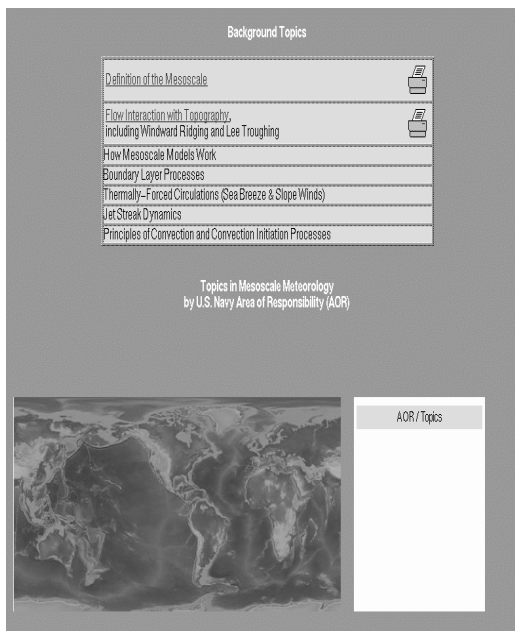 Background Topics
Definition of the Mesoscale
Flow Interaction with Topography,
including Windward Ridging and Lee Troughing
How Mesoscale Models Work
Boundary Layer Processes
Thermally-Forced Circulations (Sea Breeze & Slope Winds)
Jet Streak Dynamics
Principles of Convection and Convection Initiation Processes
Topics in Mesoscale Meteorology
by U.S. Navy Area of Responsibility (AOR)
AOR / Topics